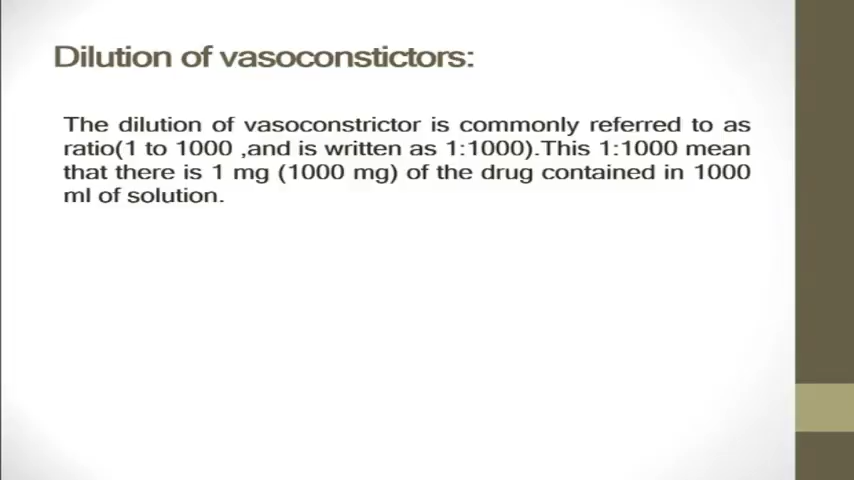 Dilution of vasoconstictors:
The dilution of vasoconstrictor is commonly referred to as
ratio(1 to 1000 ,and is written as 1:1000).This 1:1000 mean
that there is 1 mg (1000 mg) of the drug contained in 1000
ml of solution.